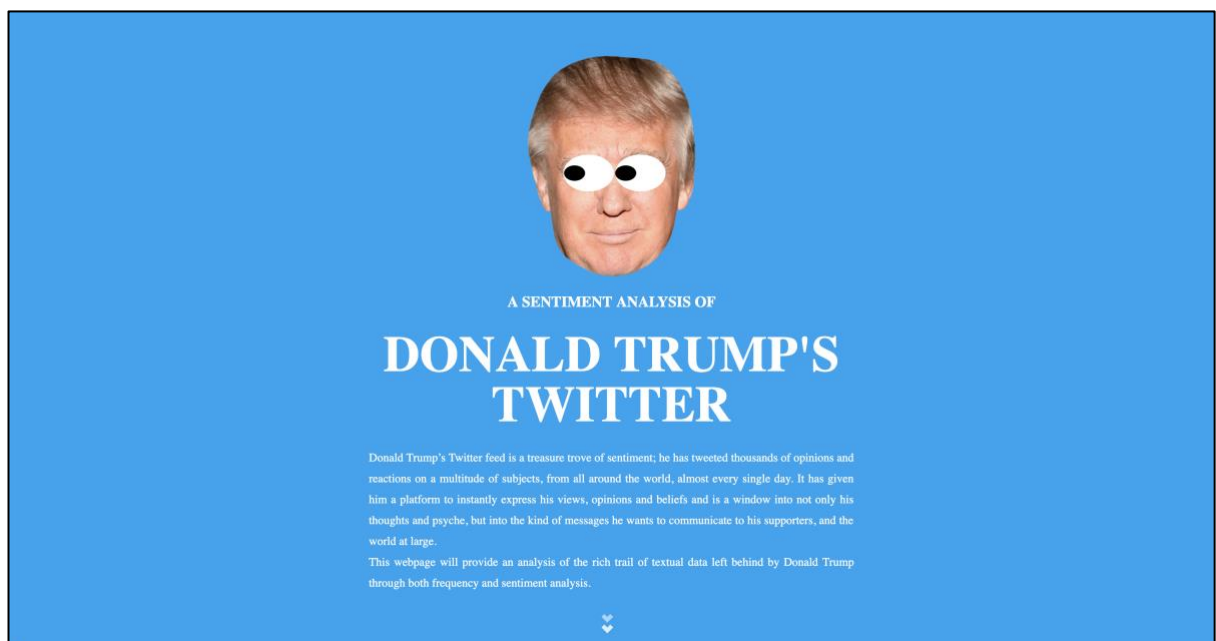 A SENTIMENT ANALYSIS OF
DONALD TRUMP'S
TWITTER
Donald Trump's Twitter feed is a treasure trove of sentiment; he has tweeted thousands of opinions and
reactions on a multitude of subjects, from all around the world, almost every single day. It has given
him a platform to instantly express his views, opinions and beliefs and is a window into not only his
thoughts and psyche, but into the kind of messages he wants to communicate to his supporters, and the
world at large.
This webpage will provide an analysis of the rich trail of textual data left behind by Donald Trump
through both frequency and sentiment analysis.